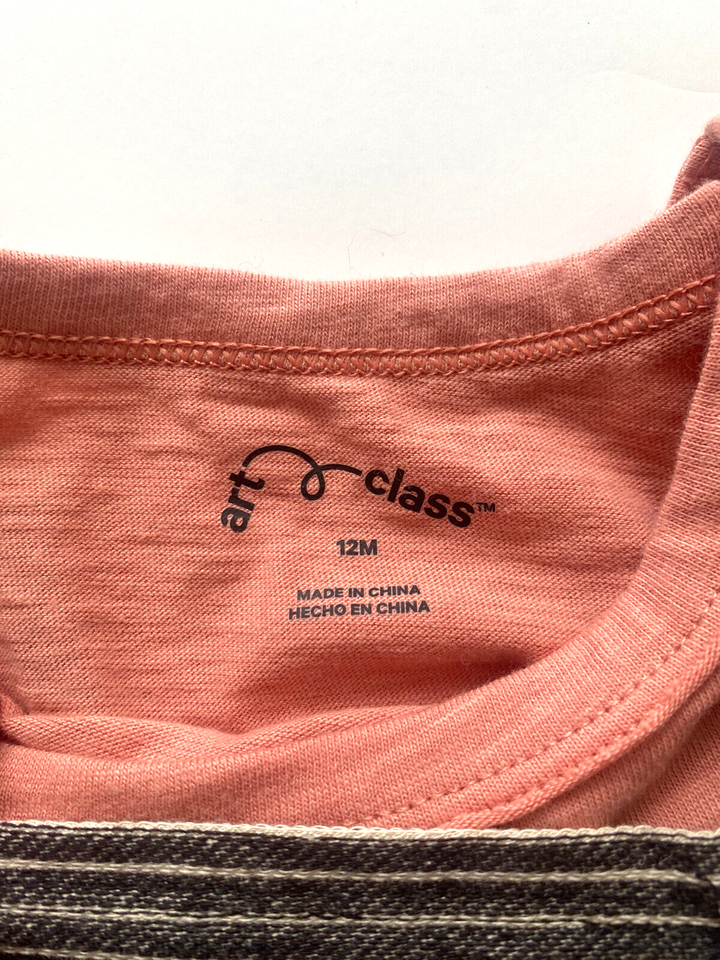 art class™
12M
MADE IN CHINA
HECHO EN CHINA